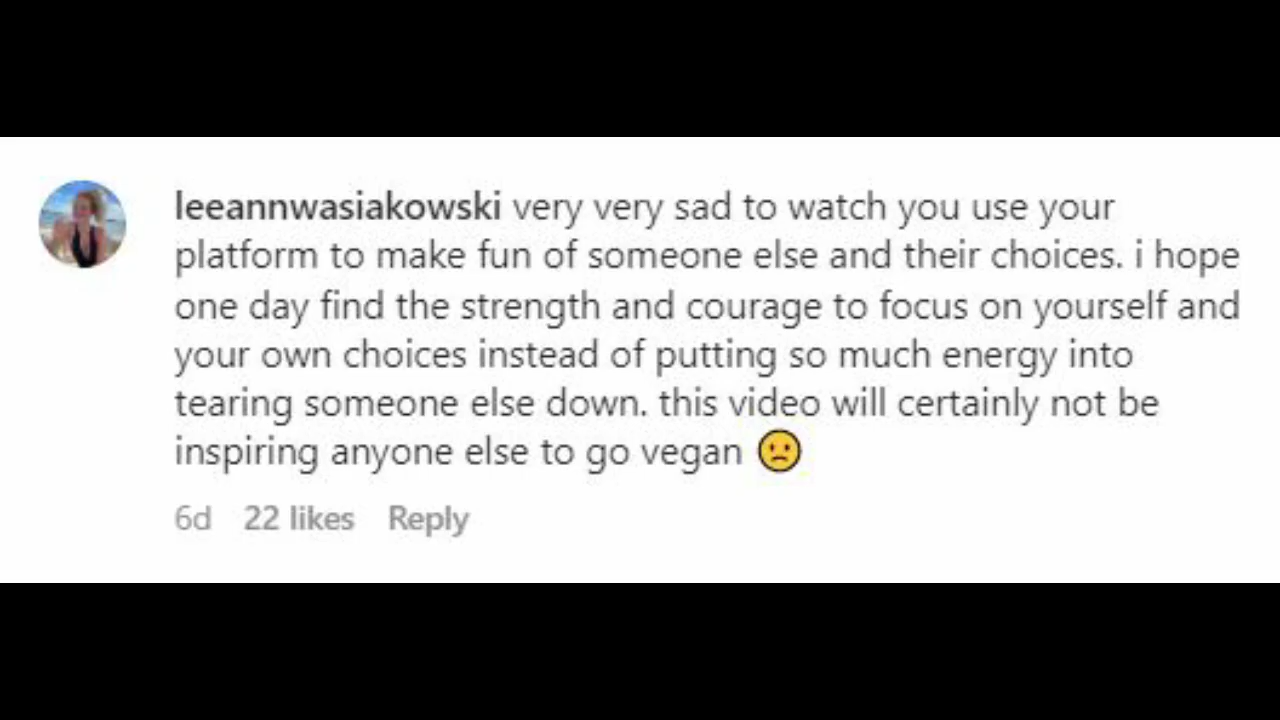 leeannwasiakowski very very sad to watch you use your
platform to make fun of someone else and their choices. i hope
one day find the strength and courage to focus on yourself and
your own choices instead of putting so much energy into
tearing someone else down. this video will certainly not be
inspiring anyone else to go vegan 🙁
6d 22 likes Reply